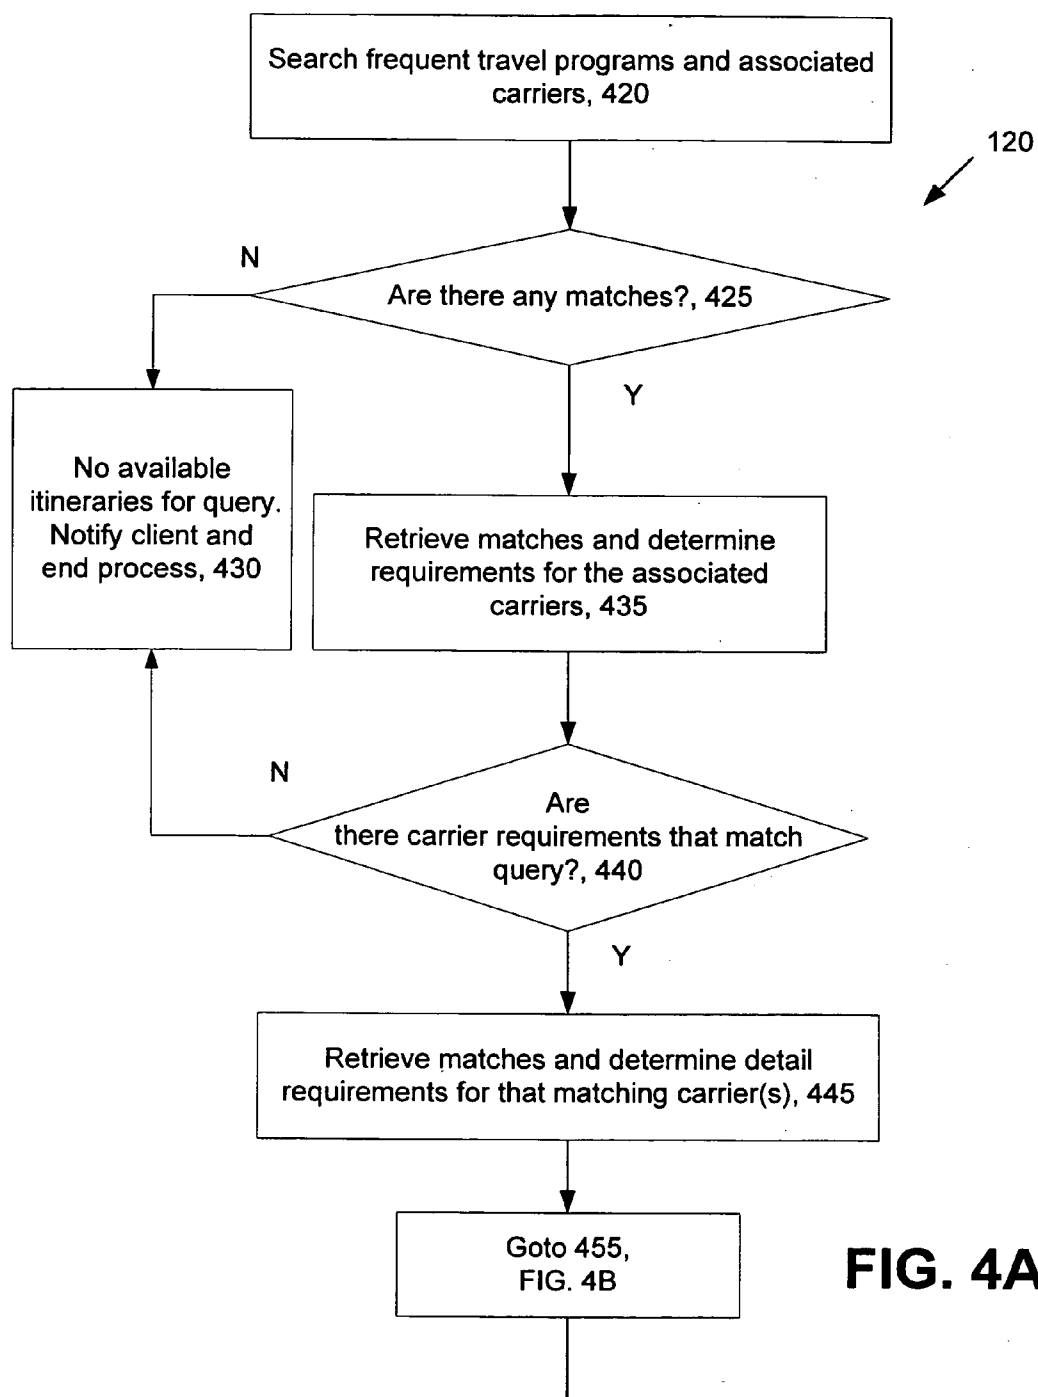 Search frequent travel programs and associated
carriers, 420
120
N
Are there any matches?, 425
Y
No available
itineraries for query.
Notify client and
end process, 430
Retrieve matches and determine
requirements for the associated
carriers, 435
N
Are
there carrier requirements that match
query?, 440
Y
Retrieve matches and determine detail
requirements for that matching carrier(s), 445
Goto 455,
FIG. 4B
FIG. 4A